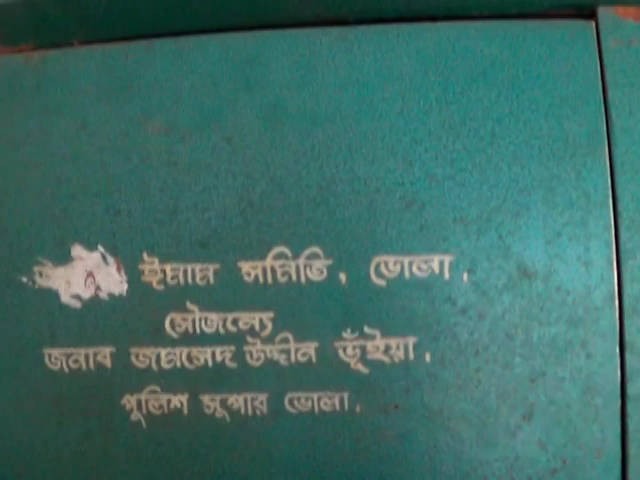 ইমাম সমিতি, ভোলা.
সৌজন্যে
জনাব জামসেদ উদ্দীন ভূঁইয়া.
পুলিশ সুপার ভোলা.